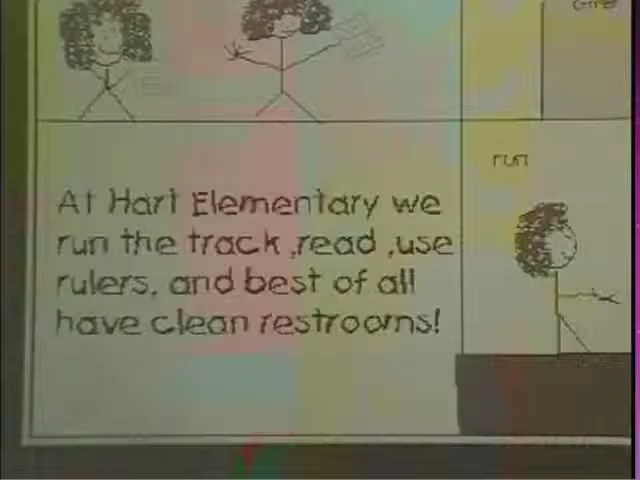 run
At Hart Elementary we
run the track ,read ,use
rulers, and best of all
have clean restrooms!